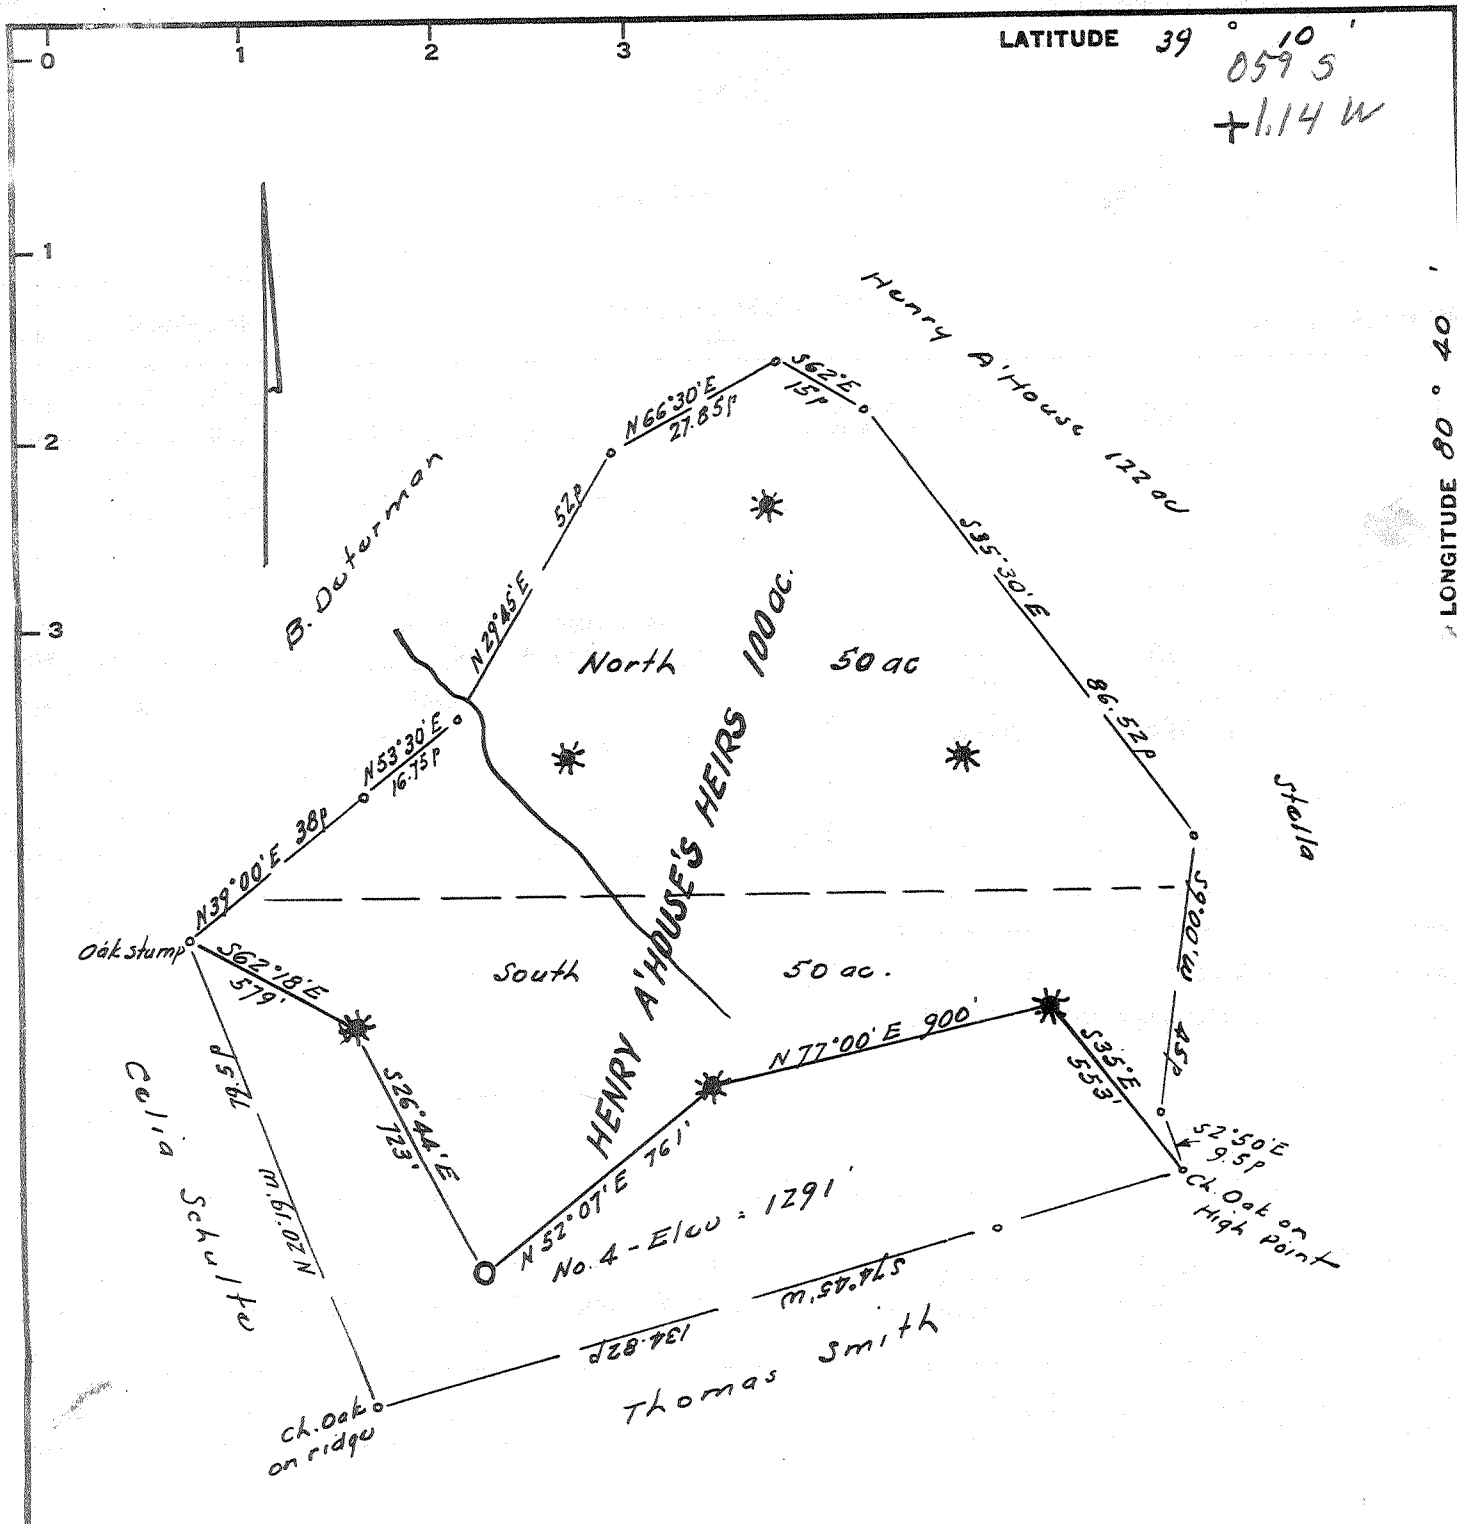 0
1
2
3
LATITUDE 39 ° 10 '
059 S
+1.14 W
1
2
3
LONGITUDE 80 ° 40 '
Henry A'House 122 ac
S62°E
15p
N66°30'E
27.85p
B. Determan
52p
N29°45'E
S35°30'E
86.52p
North 50 ac
HENRY A'HOUSE'S HEIRS 100 ac.
N53°30'E
16.75p
N39°00'E 38p
Stella
S9°00'W 45p
Oak stump
S62°18'E
579'
South 50 ac.
N77°00'E 900'
S35°E
553'
S26°44'E
723'
79.5p
N20°19'W
Celia Schulte
N52°07'E 761'
No. 4 - Elev = 1291'
S2°50'E
9.5p
Ch. Oak on
High Point
S74°45'W
134.82p
Thomas Smith
Ch. Oak
on ridge